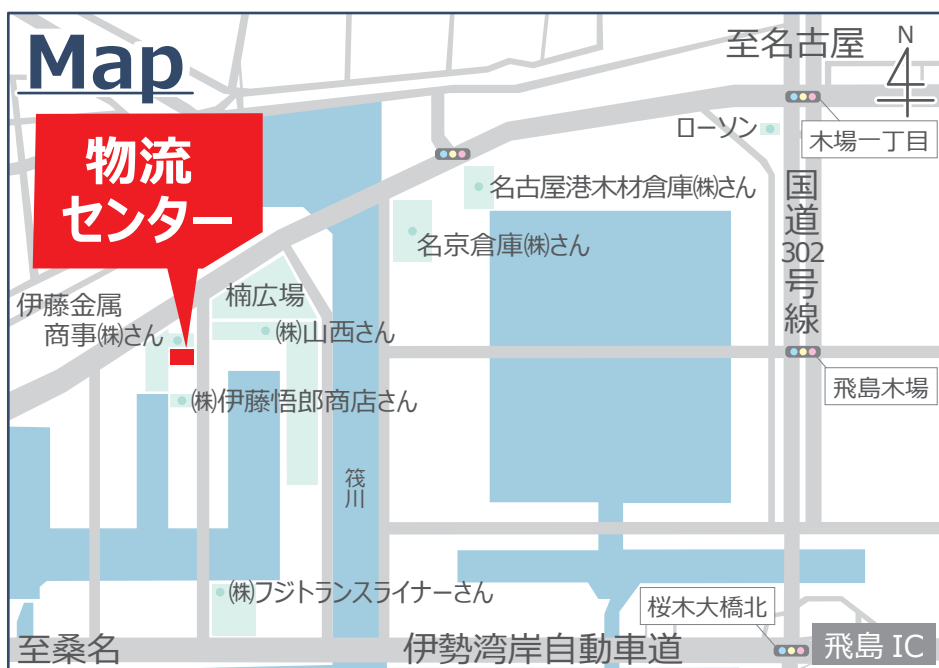 Map
至名古屋
N
物流
センター
ローソン
木場一丁目
名古屋港木材倉庫㈱さん
名京倉庫㈱さん
国道
302
号線
伊藤金属
商事㈱さん
楠広場
㈱山西さん
飛島木場
㈱伊藤悟郎商店さん
筏川
㈱フジトランスライナーさん
桜木大橋北
至桑名
伊勢湾岸自動車道
飛島 IC